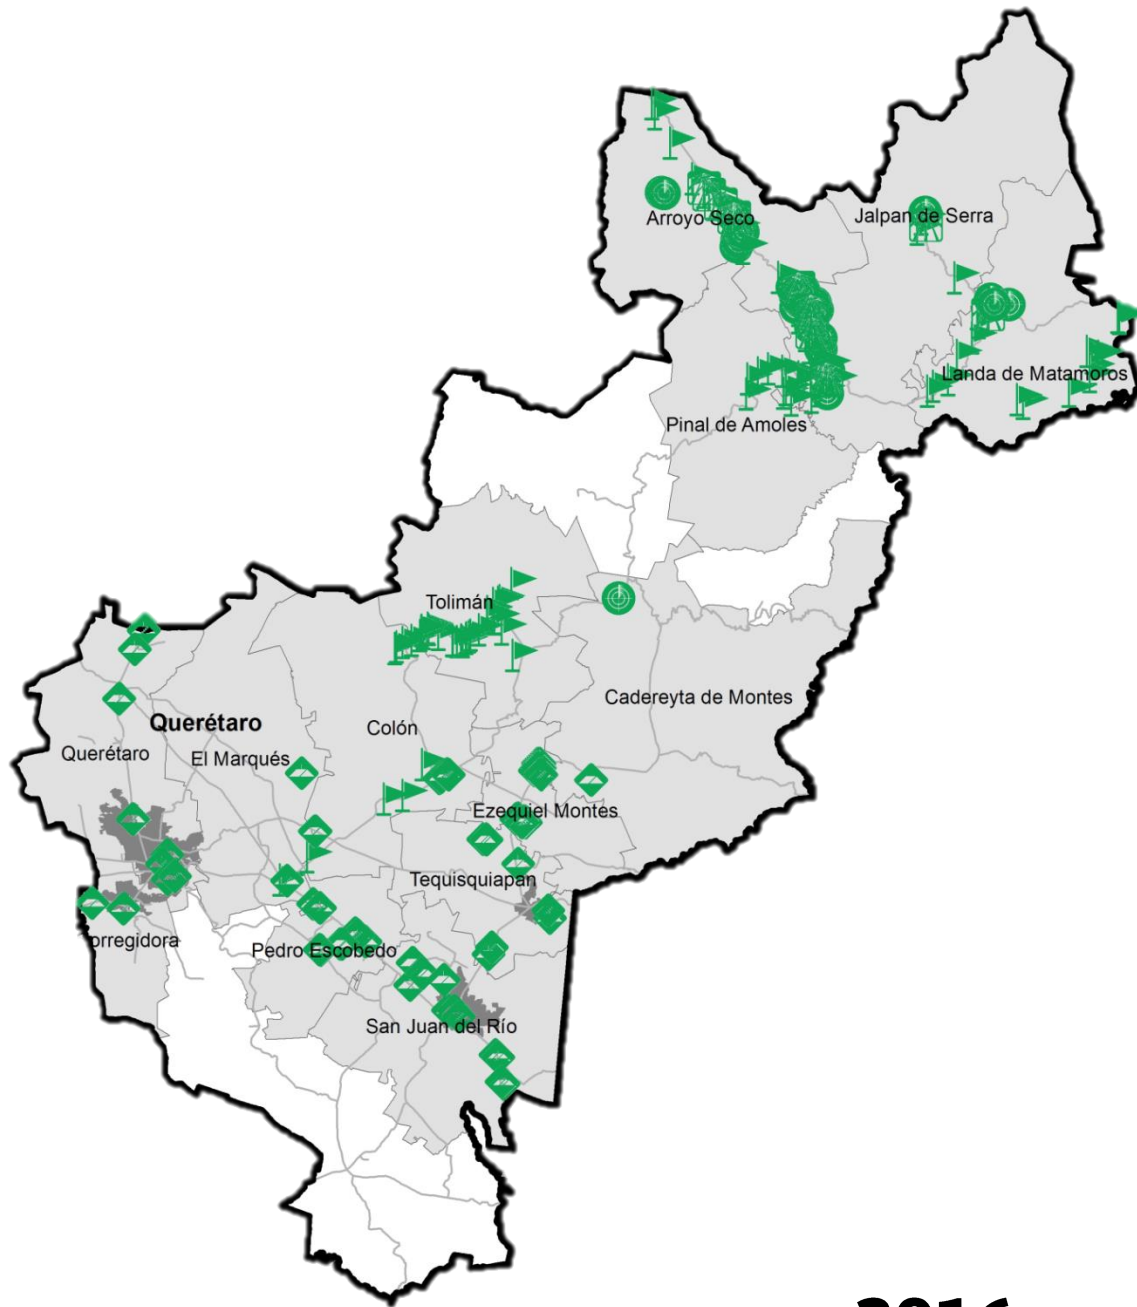 Arroyo Seco
Jalpan de Serra
Landa de Matamoros
Pinal de Amoles
Tolimán
Cadereyta de Montes
Querétaro
Colón
Querétaro
El Marqués
Ezequiel Montes
Tequisquiapan
orregidora
Pedro Escobedo
San Juan del Río
2016